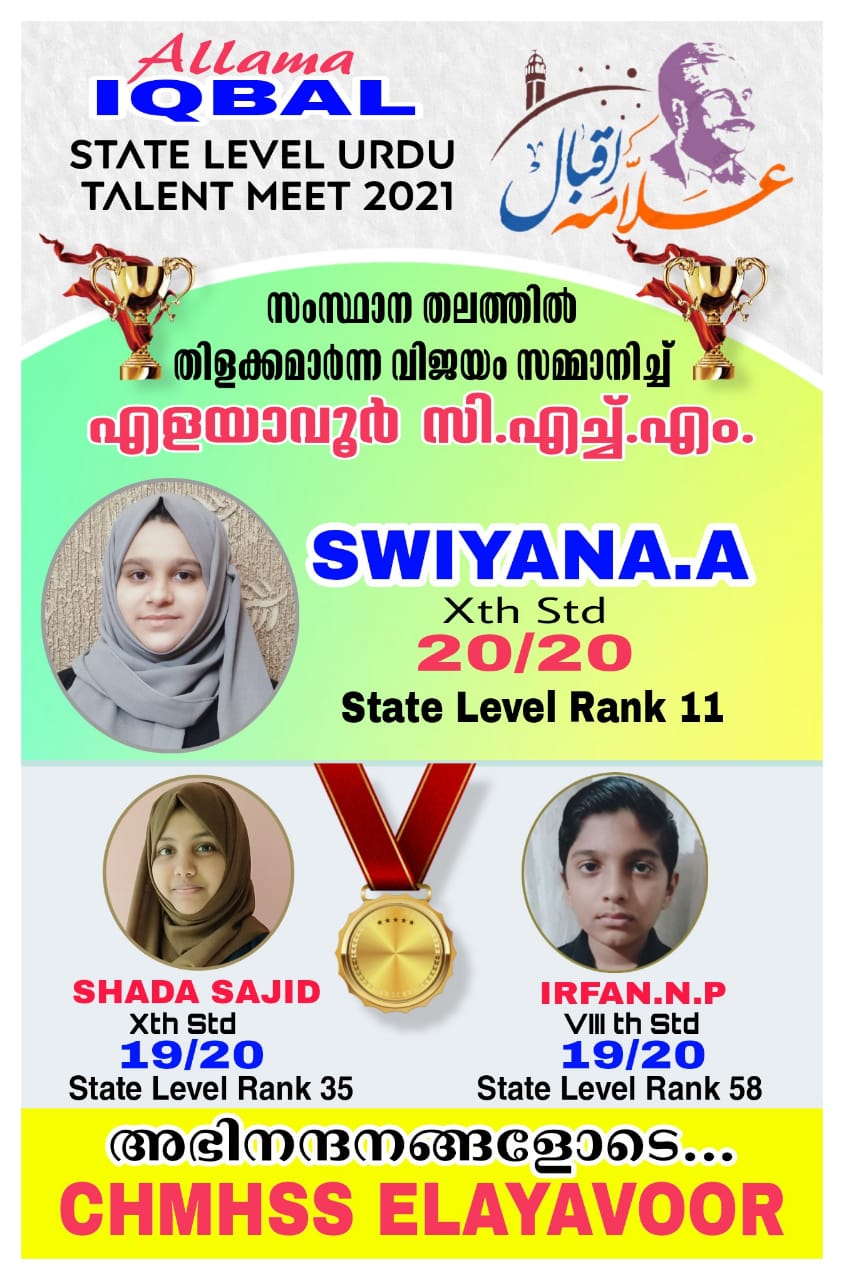 Allama
IQBAL
STATE LEVEL URDU
TALENT MEET 2021
علامہ اقبال
സംസ്ഥാന തലത്തിൽ
തിളക്കമാർന്ന വിജയം സമ്മാനിച്ച്
എളയാവൂർ സി.എച്ച്.എം.
SWIYANA.A
Xth Std
20/20
State Level Rank 11
SHADA SAJID
Xth Std
19/20
State Level Rank 35
IRFAN.N.P
VIII th Std
19/20
State Level Rank 58
അഭിനന്ദനങ്ങളോടെ...
CHMHSS ELAYAVOOR